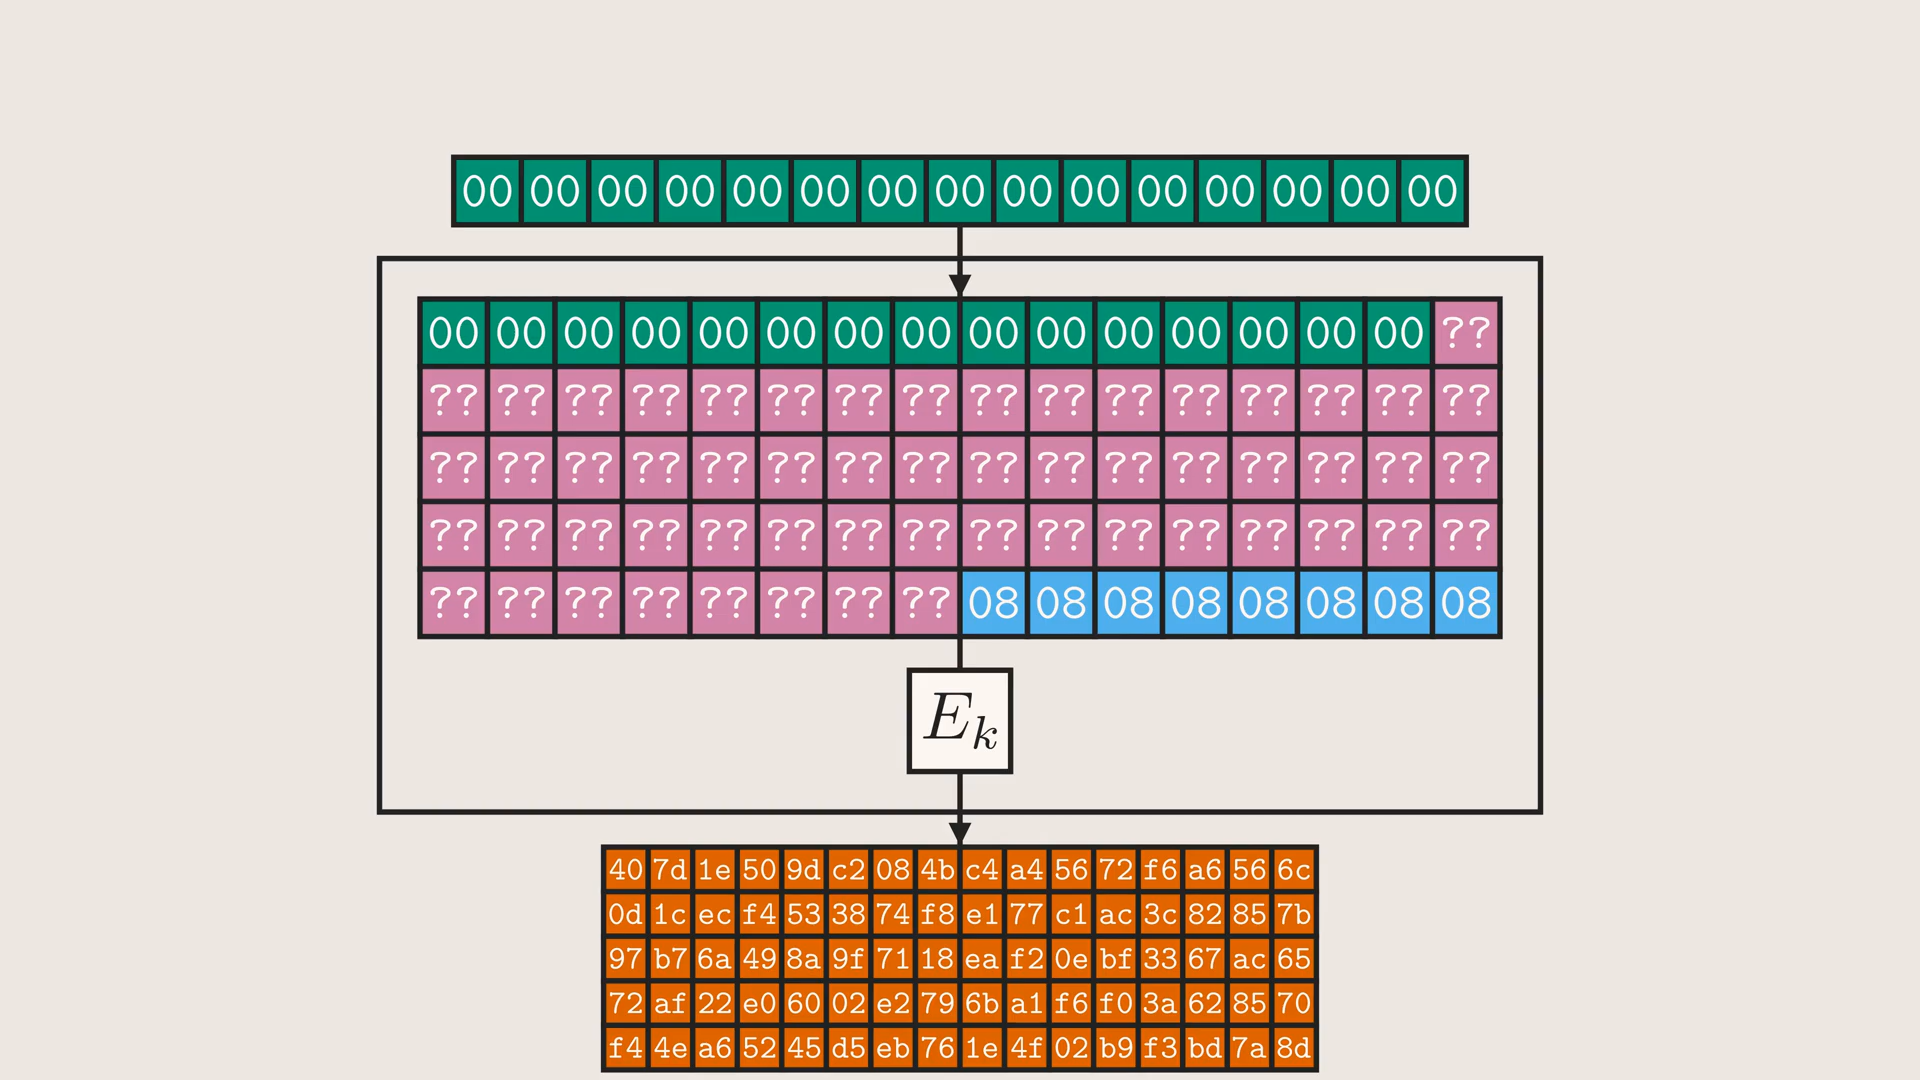 00 00 00 00 00 00 00 00 00 00 00 00 00 00 00
00 00 00 00 00 00 00 00 00 00 00 00 00 00 00 ??
?? ?? ?? ?? ?? ?? ?? ?? ?? ?? ?? ?? ?? ?? ?? ??
?? ?? ?? ?? ?? ?? ?? ?? ?? ?? ?? ?? ?? ?? ?? ??
?? ?? ?? ?? ?? ?? ?? ?? ?? ?? ?? ?? ?? ?? ?? ??
?? ?? ?? ?? ?? ?? ?? ?? 08 08 08 08 08 08 08 08
E_k
40 7d 1e 50 9d c2 08 4b c4 a4 56 72 f6 a6 56 6c
0d 1c ec f4 53 38 74 f8 e1 77 c1 ac 3c 82 85 7b
97 b7 6a 49 8a 9f 71 18 ea f2 0e bf 33 67 ac 65
72 af 22 e0 60 02 e2 79 6b a1 f6 f0 3a 62 85 70
f4 4e a6 52 45 d5 eb 76 1e 4f 02 b9 f3 bd 7a 8d